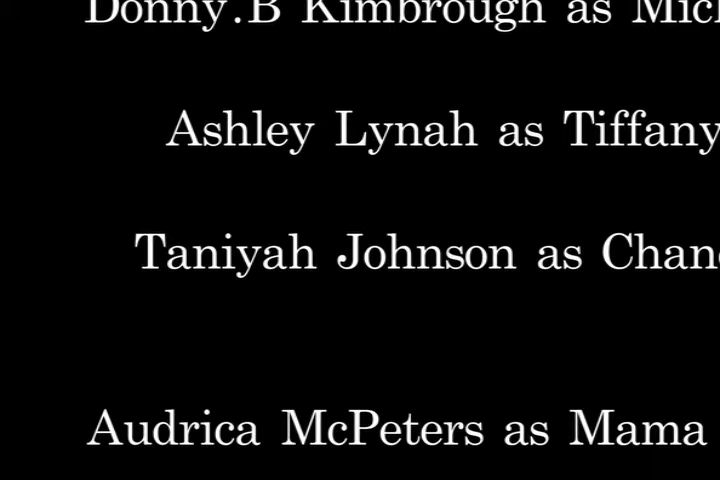 Donny.B Kimbrough as
Ashley Lynah as Tiffany
Taniyah Johnson as
Audrica McPeters as Mama